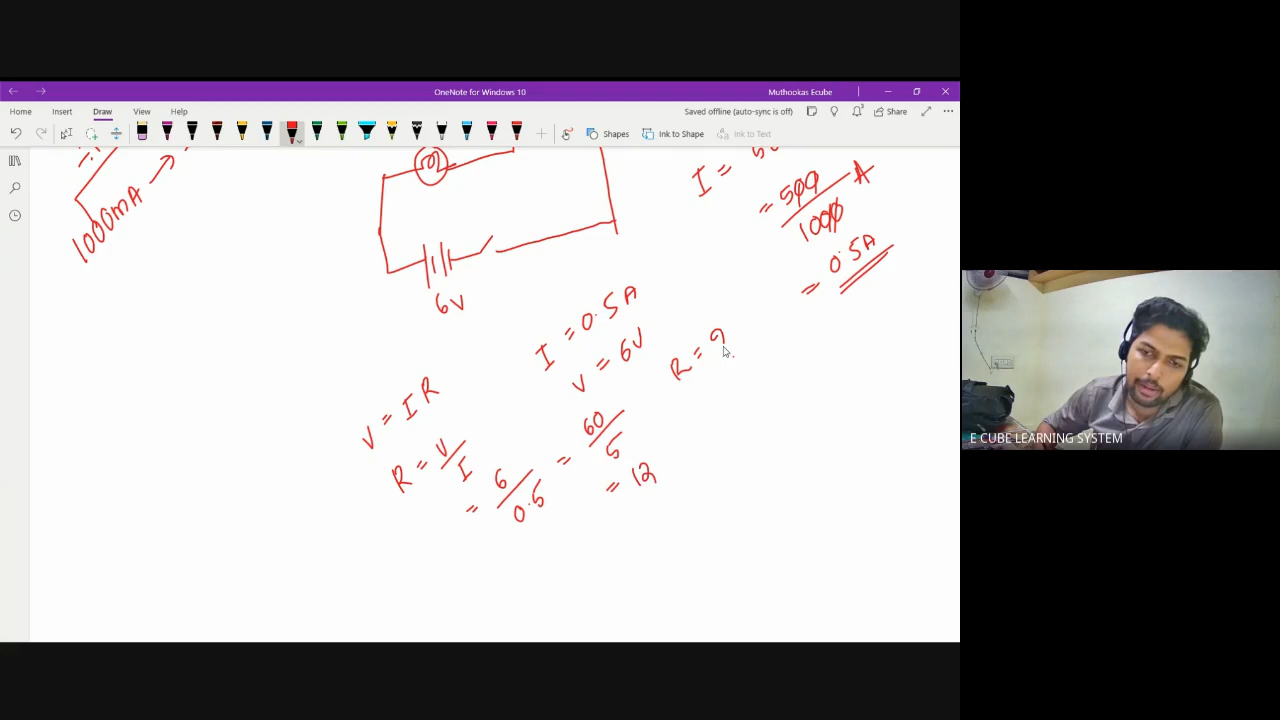 OneNote for Windows 10
Muthookas Ecube
Home Insert Draw View Help
Saved offline (auto-sync is off)
Share
Shapes
Ink to Shape
Ink to Text
1000mA →
6V
I =
= 500/1000 A
= 0.5A
I = 0.5A
V = 6V
R = ?
V = IR
R = V/I
= 6/0.5
= 60/5
= 12
E CUBE LEARNING SYSTEM